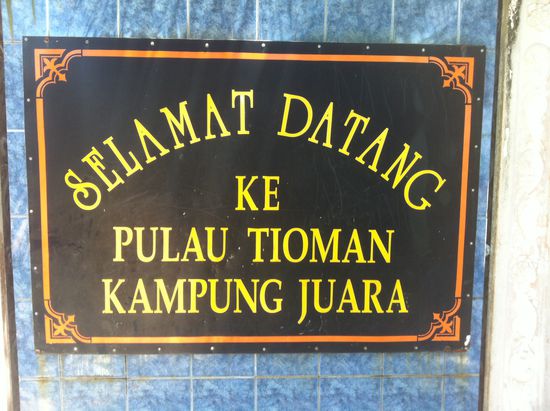 SELAMAT DATANG
KE
PULAU TIOMAN
KAMPUNG JUARA